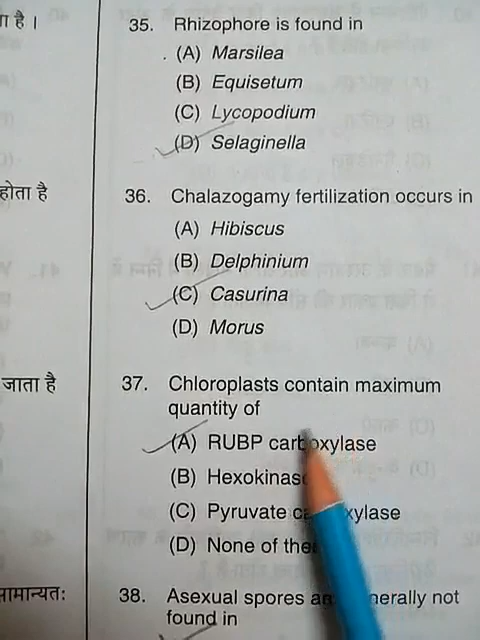 ा है ।
35. Rhizophore is found in
(A) Marsilea
(B) Equisetum
(C) Lycopodium
(D) Selaginella
होता है
36. Chalazogamy fertilization occurs in
(A) Hibiscus
(B) Delphinium
(C) Casurina
(D) Morus
जाता है
37. Chloroplasts contain maximum
quantity of
(A) RUBP carboxylase
(B) Hexokinas
(C) Pyruvate ca xylase
(D) None of the
सामान्यतः
38. Asexual spores a nerally not
found in